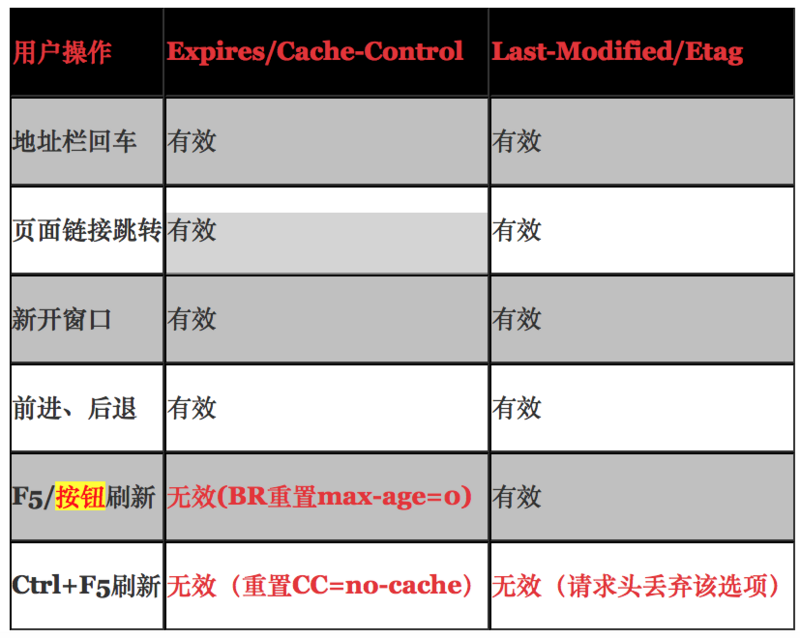 用户操作 Expires/Cache-Control Last-Modified/Etag
地址栏回车 有效 有效
页面链接跳转 有效 有效
新开窗口 有效 有效
前进、后退 有效 有效
F5/按钮刷新 无效(BR重置max-age=0) 有效
Ctrl+F5刷新 无效（重置CC=no-cache） 无效（请求头丢弃该选项）